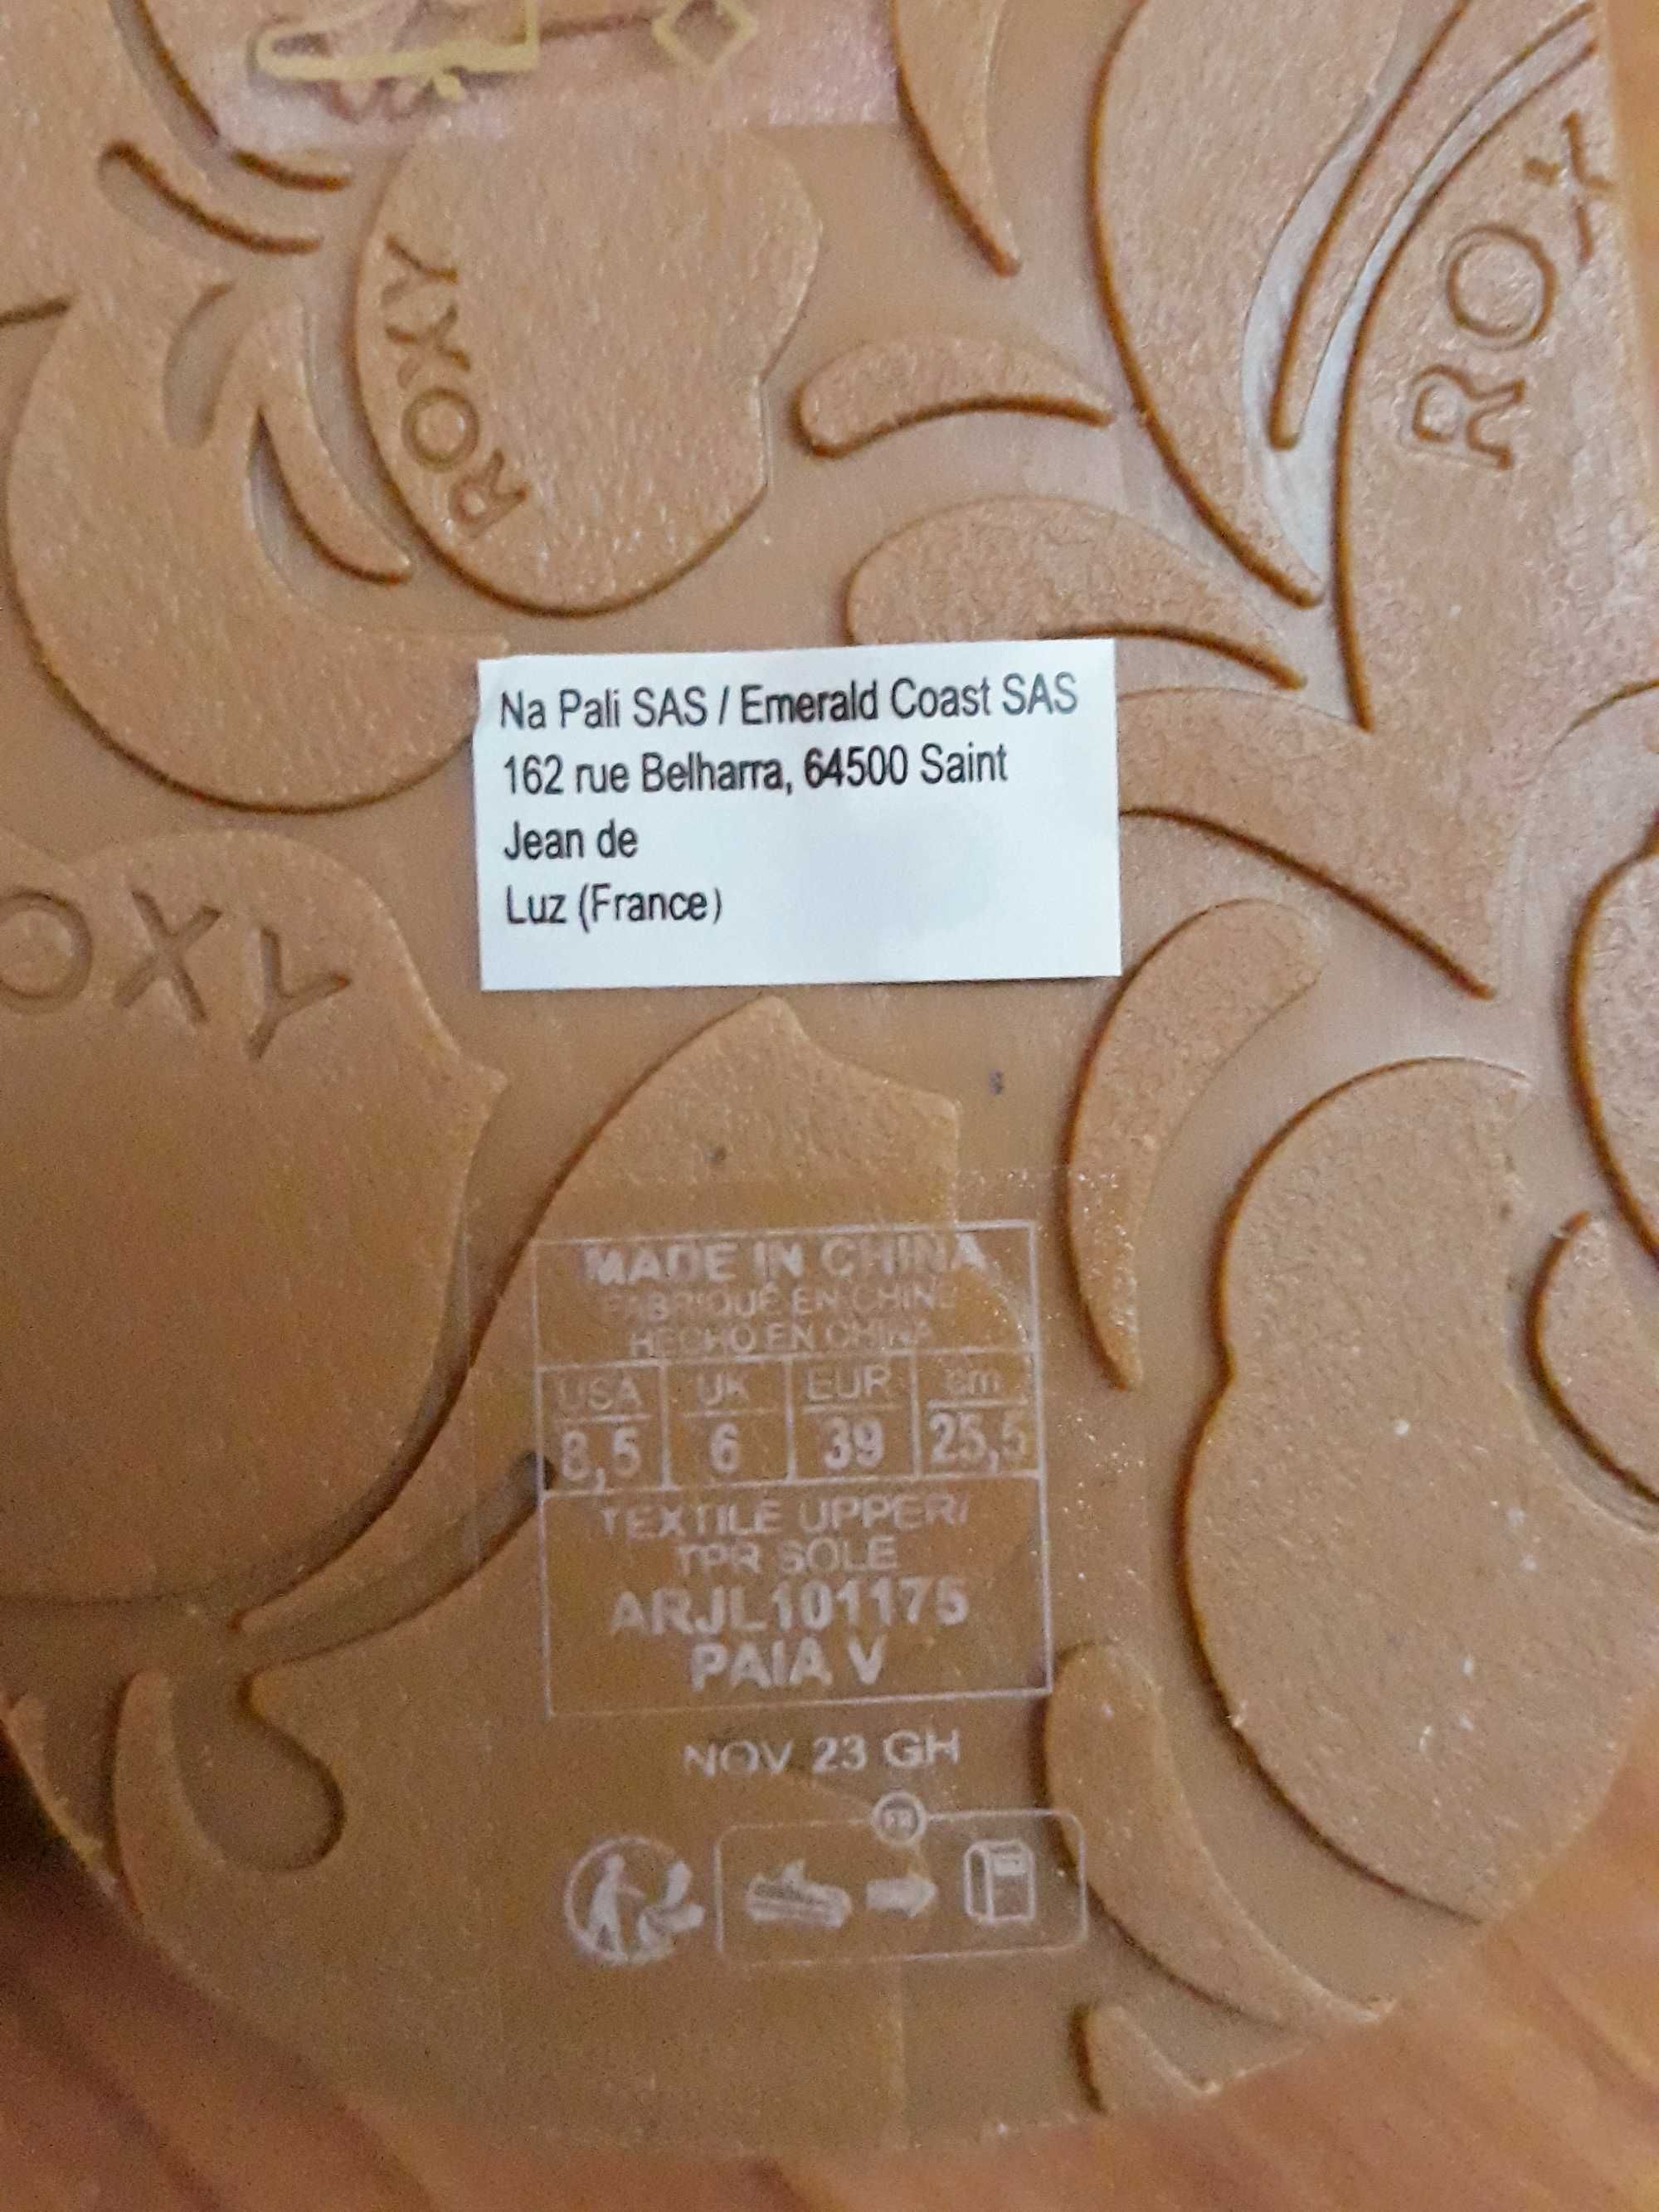 ROXY
ROXY
Na Pali SAS / Emerald Coast SAS
162 rue Belharra, 64500 Saint
Jean de
Luz (France)
OXY
MADE IN CHINA
FABRIQUÉ EN CHINE
HECHO EN CHINA
USA UK EUR cm
8,5 6 39 25,5
TEXTILE UPPER/
TPR SOLE
ARJL101175
PAIA V
NOV 23 GH
FR